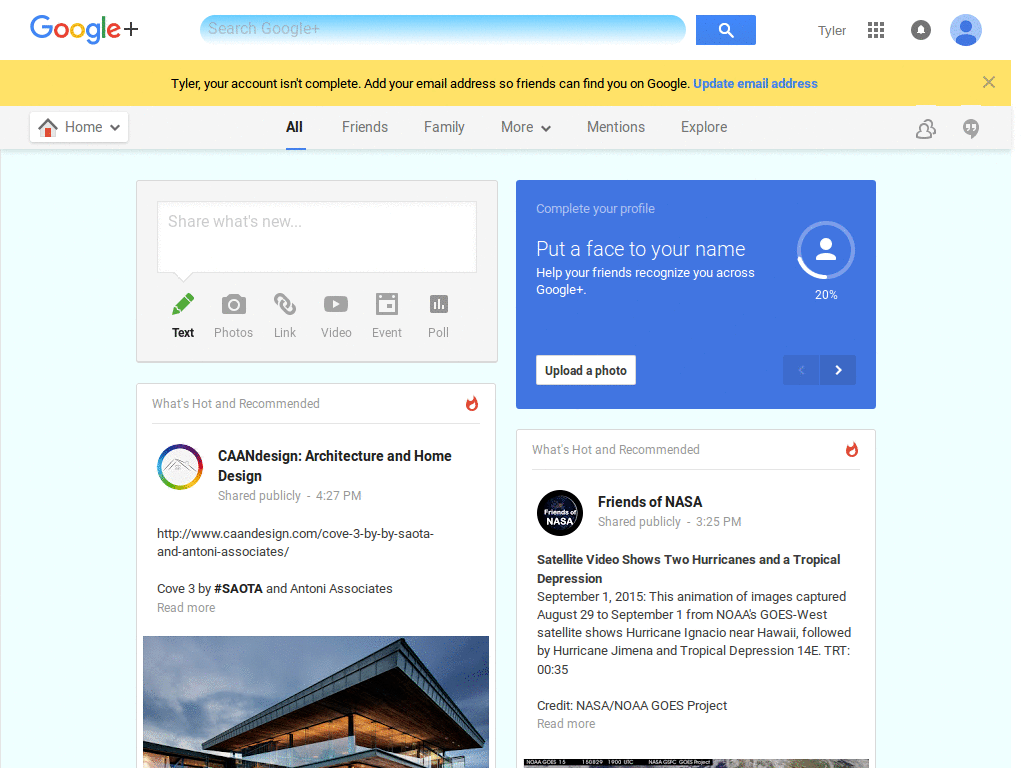 Google+
Search Google+
Tyler
Tyler, your account isn't complete. Add your email address so friends can find you on Google. Update email address
Home
All
Friends
Family
More
Mentions
Explore
Share what's new...
Text
Photos
Link
Video
Event
Poll
Complete your profile
Put a face to your name
Help your friends recognize you across
Google+.
20%
Upload a photo
What's Hot and Recommended
CAANdesign: Architecture and Home
Design
Shared publicly - 4:27 PM
http://www.caandesign.com/cove-3-by-by-saota-
and-antoni-associates/
Cove 3 by #SAOTA and Antoni Associates
Read more
What's Hot and Recommended
Friends of
NASA
Friends of NASA
Shared publicly - 3:25 PM
Satellite Video Shows Two Hurricanes and a Tropical
Depression
September 1, 2015: This animation of images captured
August 29 to September 1 from NOAA's GOES-West
satellite shows Hurricane Ignacio near Hawaii, followed
by Hurricane Jimena and Tropical Depression 14E. TRT:
00:35
Credit: NASA/NOAA GOES Project
Read more
NOAA GOES 15 150829 1900 UTC NASA GSFC GOES Project